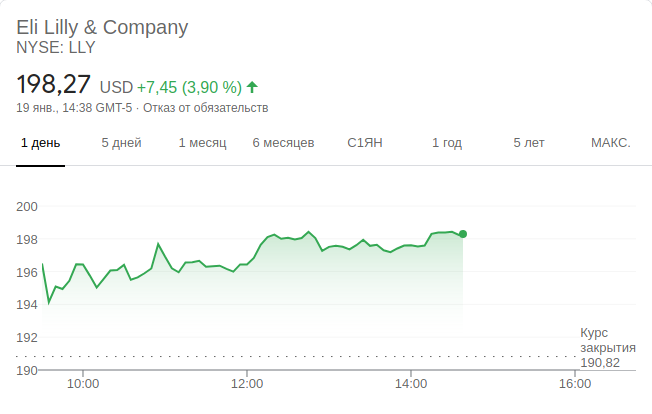 Eli Lilly & Company
NYSE: LLY
198,27 USD +7,45 (3,90 %)
19 янв., 14:38 GMT-5 · Отказ от обязательств
1 день 5 дней 1 месяц 6 месяцев С1ЯН 1 год 5 лет МАКС.
200
198
196
194
192
Курс
закрытия
190,82
190
10:00 12:00 14:00 16:00